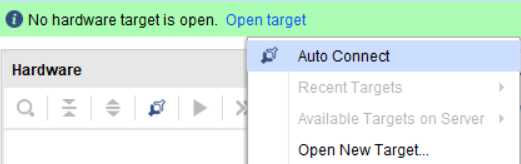 No hardware target is open. Open target
Auto Connect
Hardware
Recent Targets
Available Targets on Server
Open New Target...